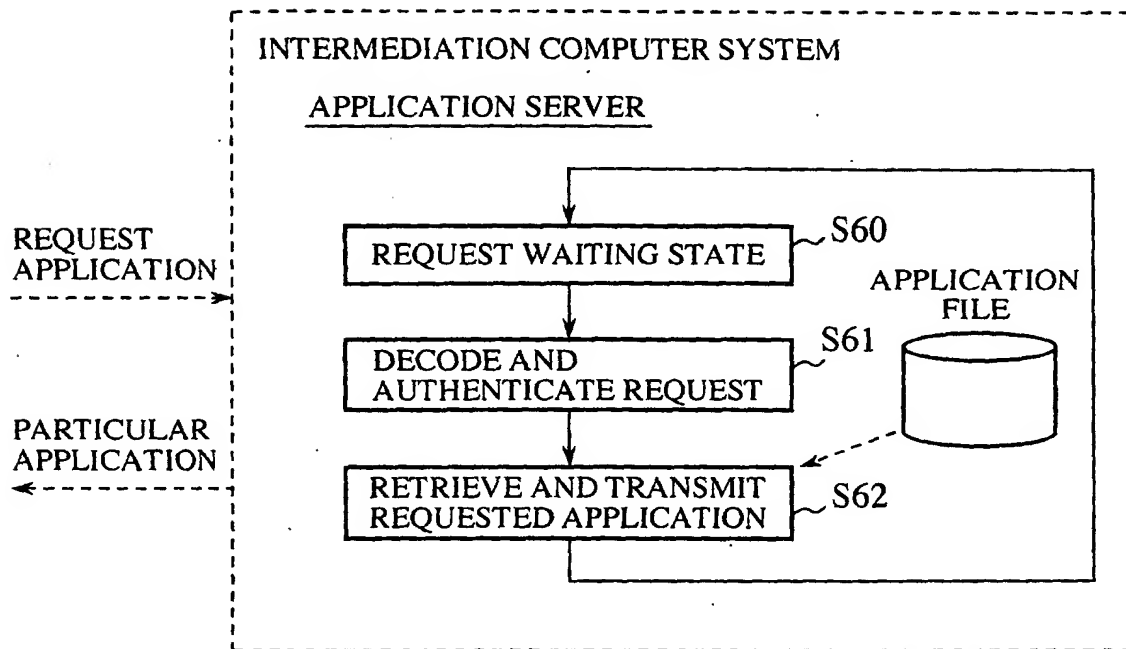 INTERMEDIATION COMPUTER SYSTEM
APPLICATION SERVER
REQUEST
APPLICATION
REQUEST WAITING STATE
S60
APPLICATION
FILE
DECODE AND
AUTHENTICATE REQUEST
S61
PARTICULAR
APPLICATION
RETRIEVE AND TRANSMIT
REQUESTED APPLICATION
S62